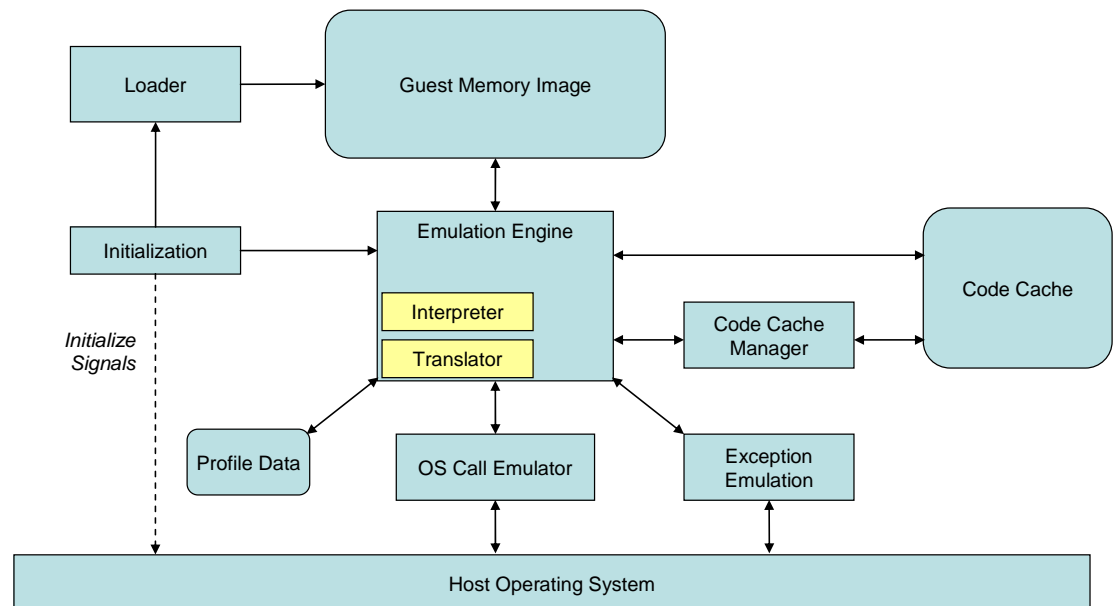 Loader
Guest Memory Image
Initialization
Emulation Engine
Interpreter
Translator
Code Cache
Code Cache
Manager
Initialize
Signals
Profile Data
OS Call Emulator
Exception
Emulation
Host Operating System